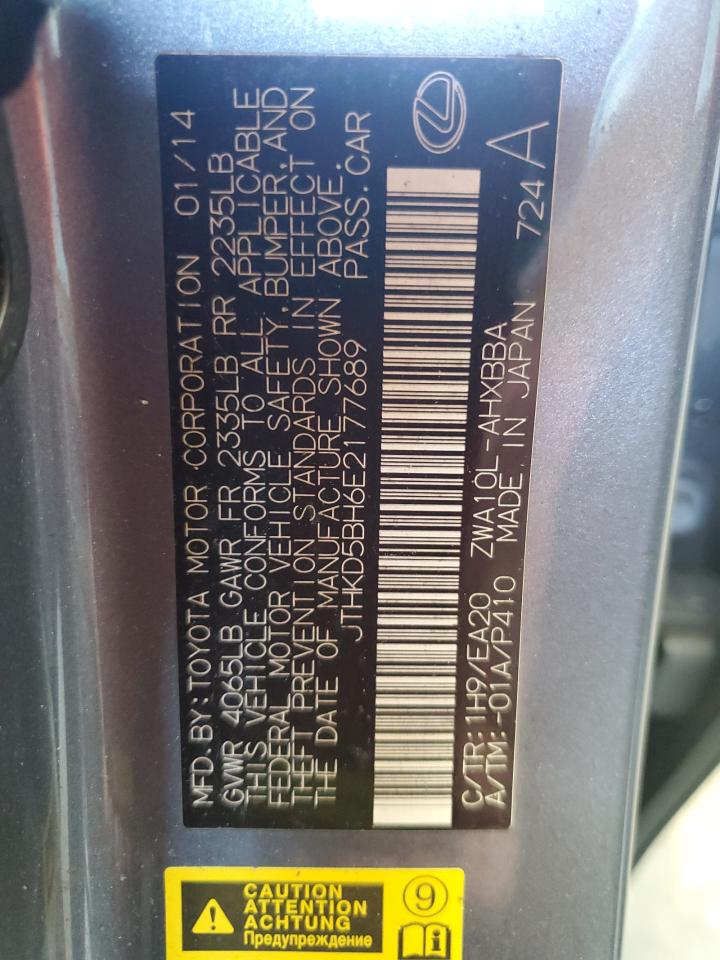 MFD.BY:TOYOTA MOTOR CORPORATION 01/14
GVWR 4065LB GAWR FR 2335LB RR 2235LB
THIS VEHICLE CONFORMS TO ALL APPLICABLE
FEDERAL MOTOR VEHICLE SAFETY,BUMPER,AND
THEFT PREVENTION STANDARDS IN EFFECT ON
THE DATE OF MANUFACTURE SHOWN ABOVE.
JTHKD5BH6E2177689 PASS.CAR
C/TR:1H9/EA20 ZWA10L-AHXBBA
A/TM:-01A/P410 MADE IN JAPAN 724 A
CAUTION
ATTENTION
ACHTUNG
Предупреждение
9